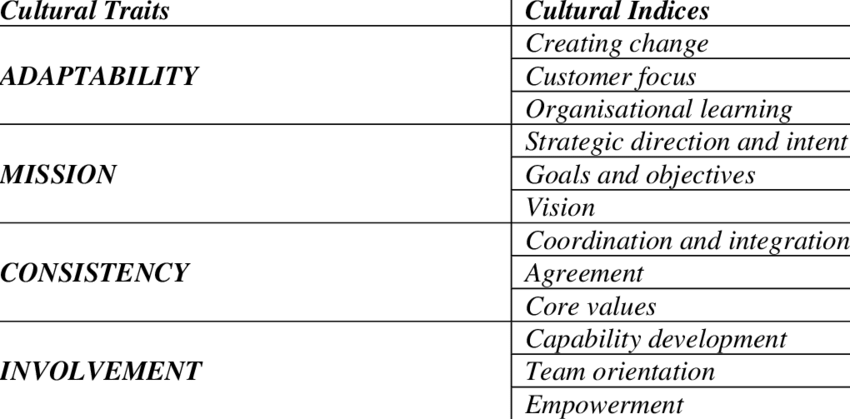 Cultural Traits Cultural Indices
ADAPTABILITY
Creating change
Customer focus
Organisational learning
MISSION
Strategic direction and intent
Goals and objectives
Vision
CONSISTENCY
Coordination and integration
Agreement
Core values
INVOLVEMENT
Capability development
Team orientation
Empowerment